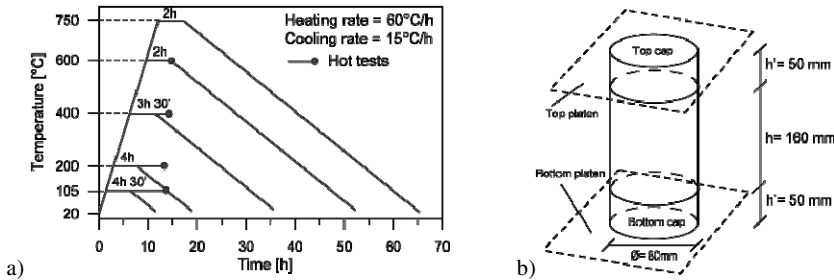 750
600
400
200
105
20
Temperature [°C]
2h
2h
3h 30'
4h
4h 30'
Heating rate = 60°C/h
Cooling rate = 15°C/h
Hot tests
0 10 20 30 40 50 60 70
Time [h]
a)
Top cap
Top platen
Bottom platen
Bottom cap
Ø= 80mm
h'= 50 mm
h= 160 mm
h'= 50 mm
b)